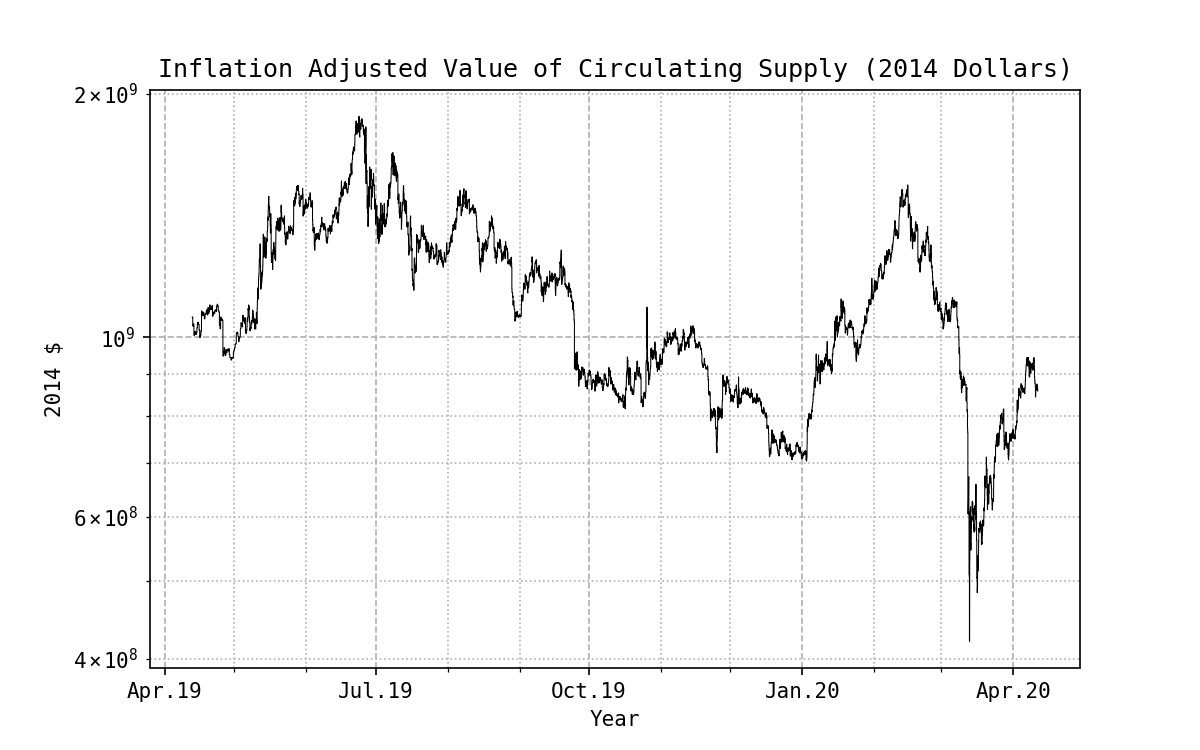 Inflation Adjusted Value of Circulating Supply (2014 Dollars)
2×10⁹
10⁹
6×10⁸
4×10⁸
2014 $
Apr.19 Jul.19 Oct.19 Jan.20 Apr.20
Year